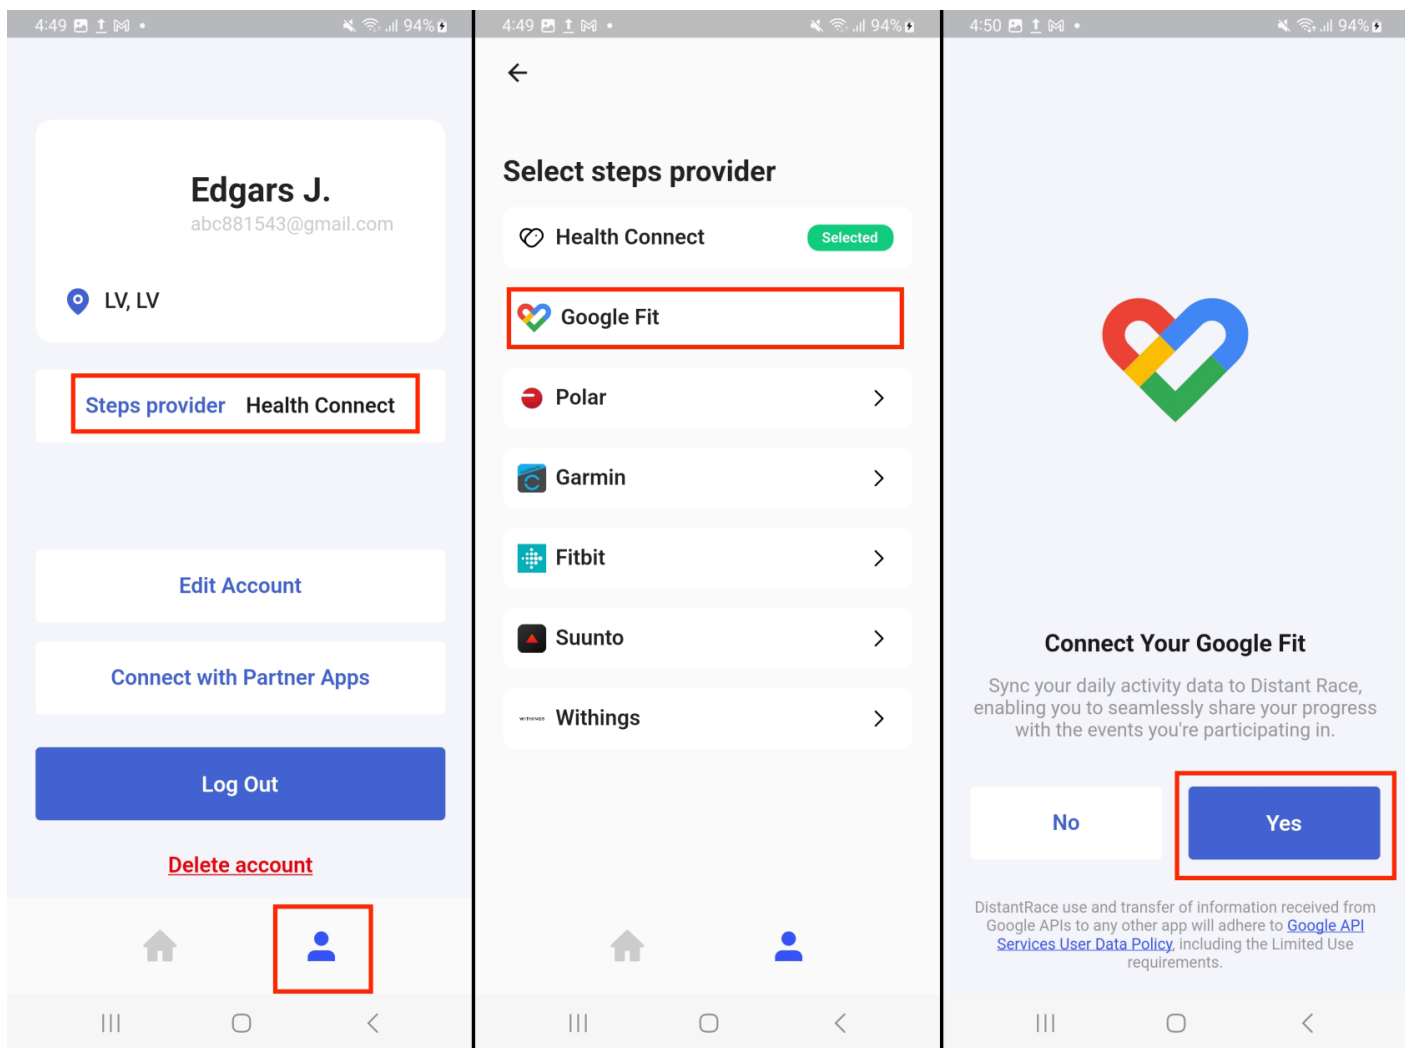 4:49
94%
Edgars J.
abc881543@gmail.com
LV, LV
Steps provider Health Connect
Edit Account
Connect with Partner Apps
Log Out
Delete account
4:49
94%
Select steps provider
Health Connect
Selected
Google Fit
Polar
Garmin
Fitbit
Suunto
WITHINGS
Withings
4:50
94%
Connect Your Google Fit
Sync your daily activity data to Distant Race,
enabling you to seamlessly share your progress
with the events you're participating in.
No
Yes
DistantRace use and transfer of information received from
Google APIs to any other app will adhere to Google API
Services User Data Policy, including the Limited Use
requirements.